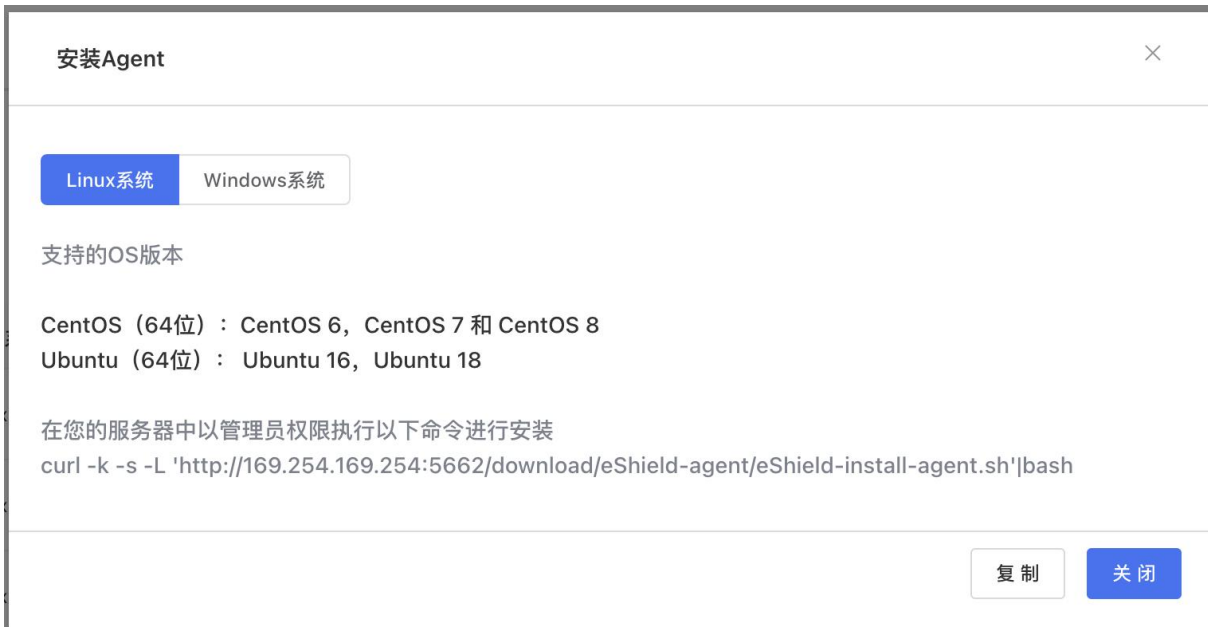 安装Agent
Linux系统
Windows系统
支持的OS版本
CentOS（64位）：CentOS 6，CentOS 7 和 CentOS 8
Ubuntu（64位）： Ubuntu 16，Ubuntu 18
在您的服务器中以管理员权限执行以下命令进行安装
curl -k -s -L 'http://169.254.169.254:5662/download/eShield-agent/eShield-install-agent.sh'|bash
复 制
关 闭